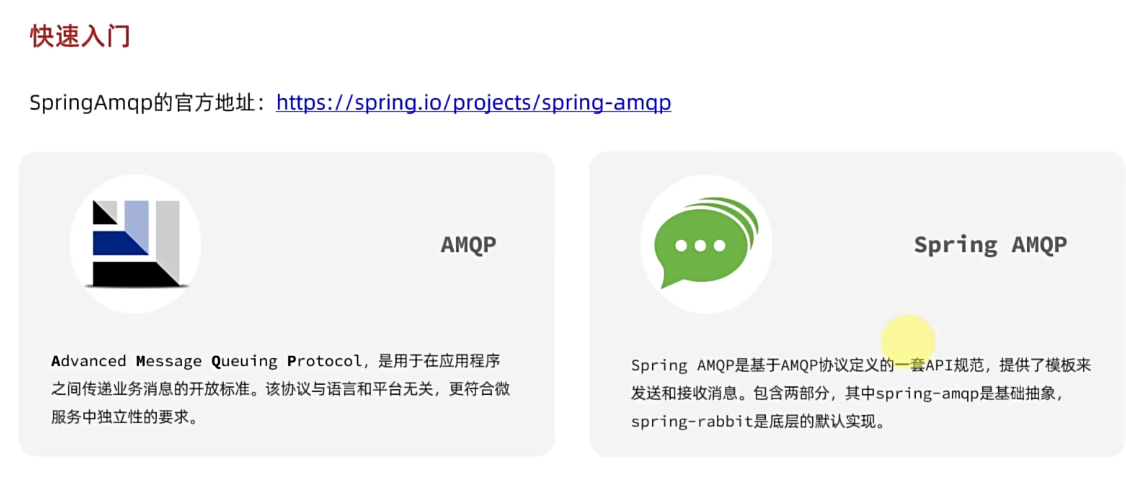 快速入门
SpringAmqp的官方地址：https://spring.io/projects/spring-amqp
AMQP
Advanced Message Queuing Protocol，是用于在应用程序
之间传递业务消息的开放标准。该协议与语言和平台无关，更符合微
服务中独立性的要求。
Spring AMQP
Spring AMQP是基于AMQP协议定义的一套API规范，提供了模板来
发送和接收消息。包含两部分，其中spring-amqp是基础抽象，
spring-rabbit是底层的默认实现。